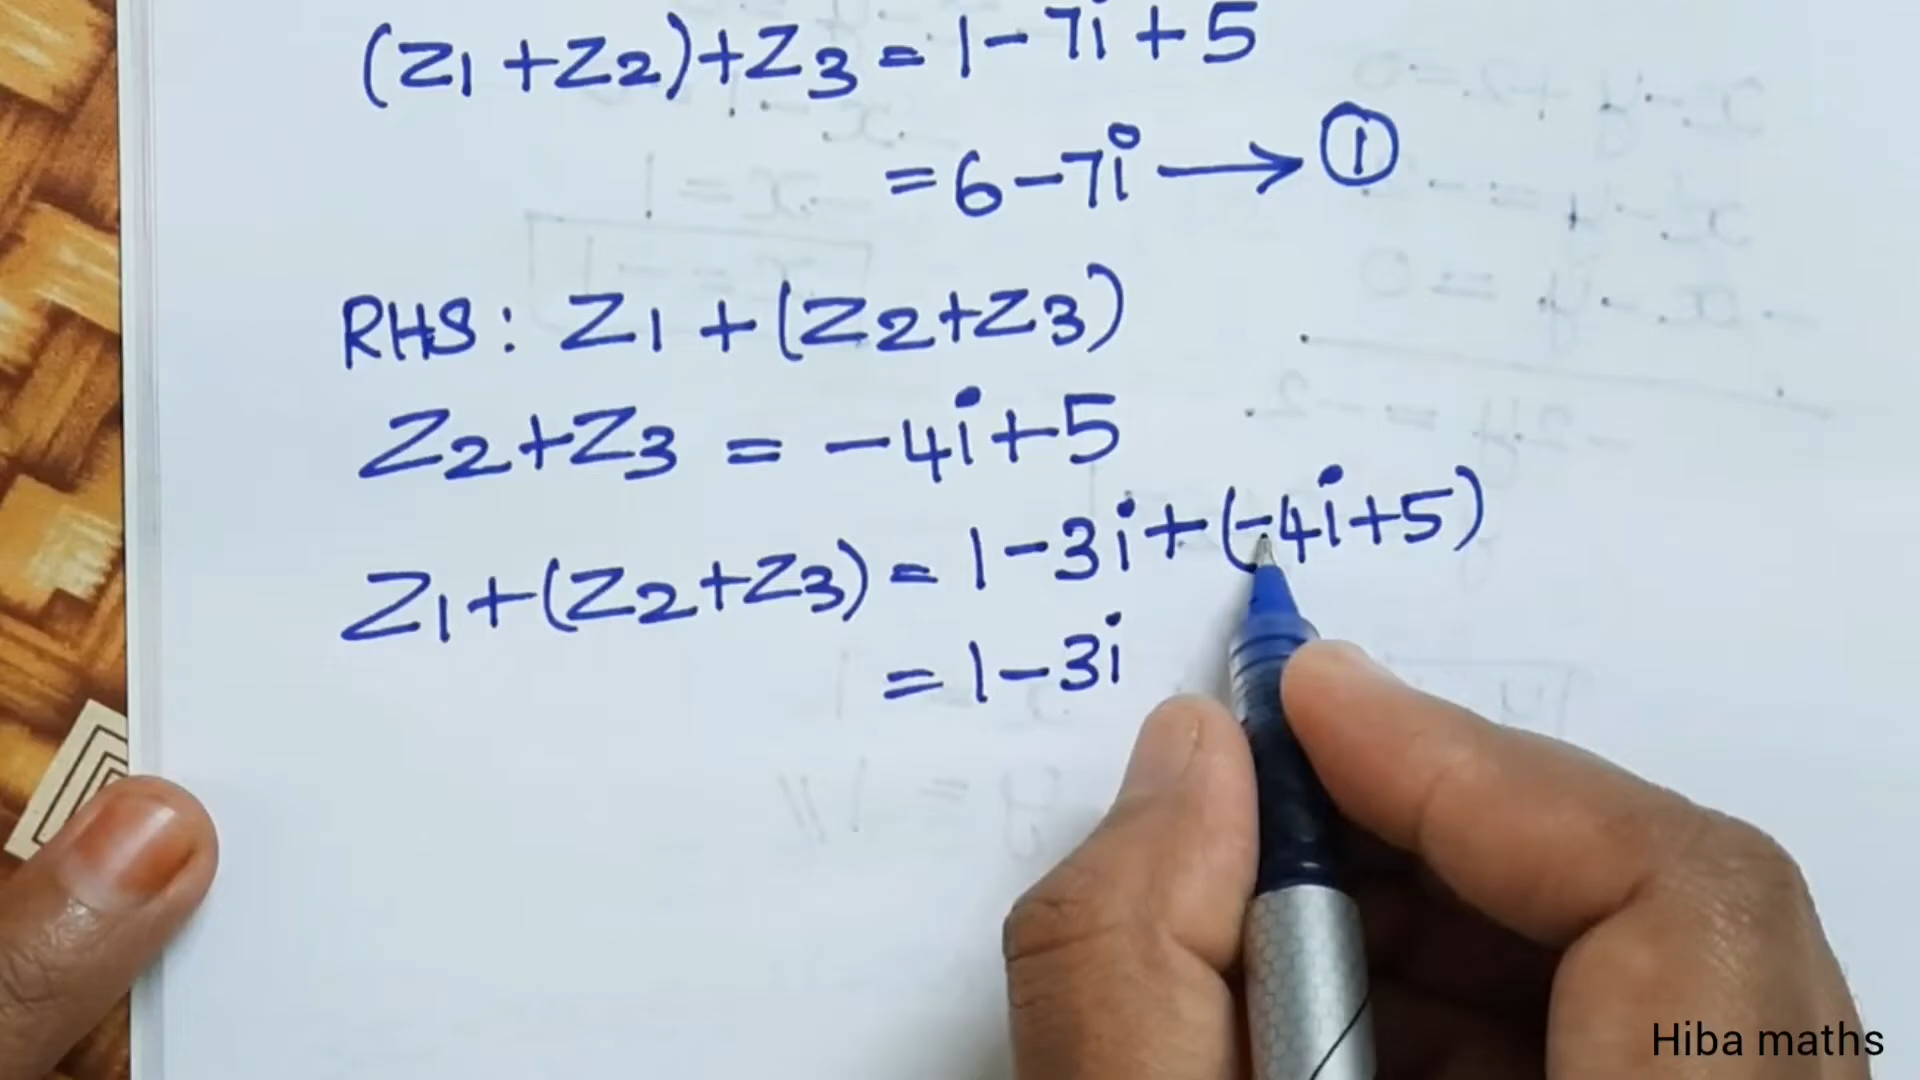 (Z1+Z2)+Z3 = 1-7i+5
=6-7i → ①
RHS: Z1+(Z2+Z3)
Z2+Z3 = -4i+5
Z1+(Z2+Z3) = 1-3i+(-4i+5)
=1-3i
Hiba maths